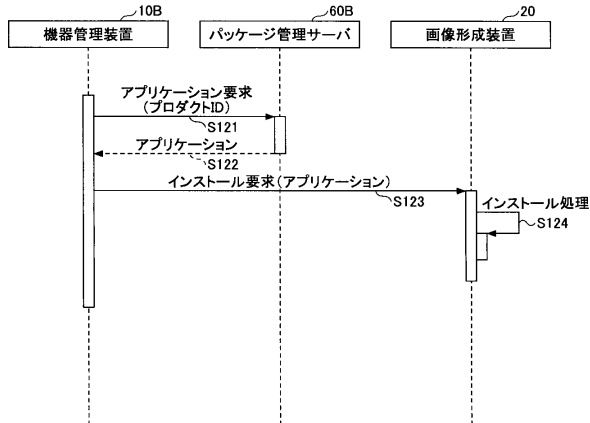 10B
60B
20
機器管理装置
パッケージ管理サーバ
画像形成装置
アプリケーション要求
(プロダクトID)
S121
アプリケーション
S122
インストール要求(アプリケーション)
S123
インストール処理
S124